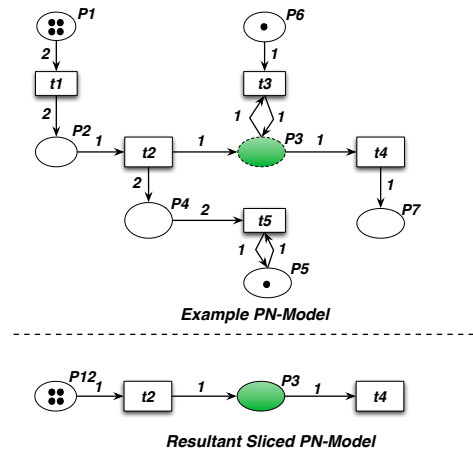 P1 P6
2 1
t1 t3
2 1 1
P2 1 t2 1 P3 1 t4
2 1
P4 2 t5 P7
1 1
P5
Example PN-Model
P12 1 t2 1 P3 1 t4
Resultant Sliced PN-Model